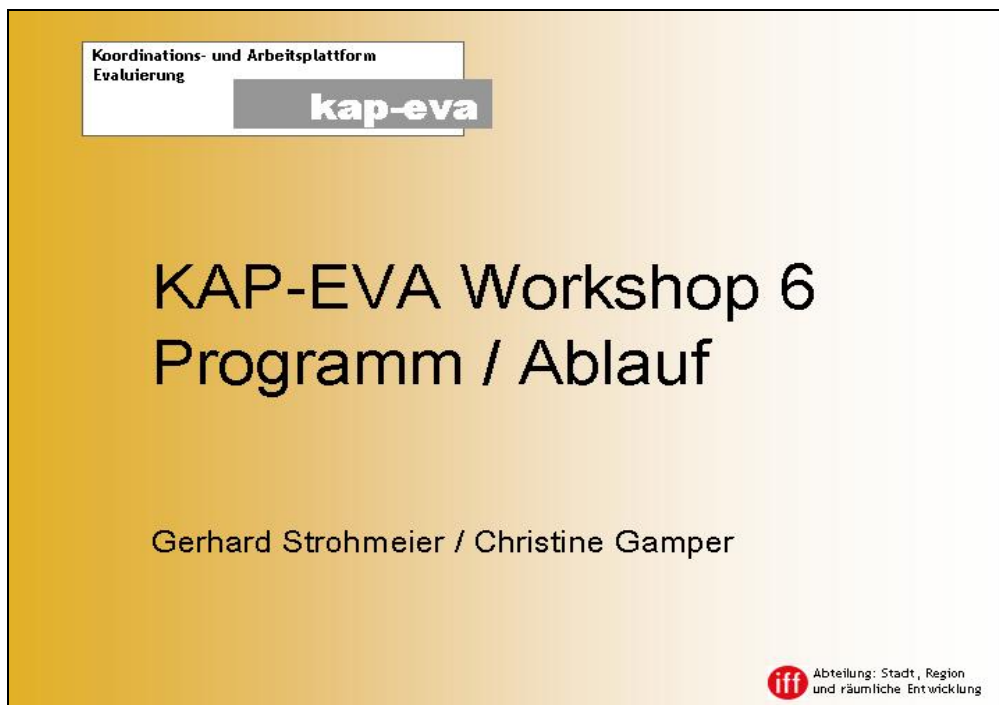 Koordinations- und Arbeitsplattform
Evaluierung
kap-eva
KAP-EVA Workshop 6
Programm / Ablauf
Gerhard Strohmeier / Christine Gamper
iff
Abteilung: Stadt, Region
und räumliche Entwicklung